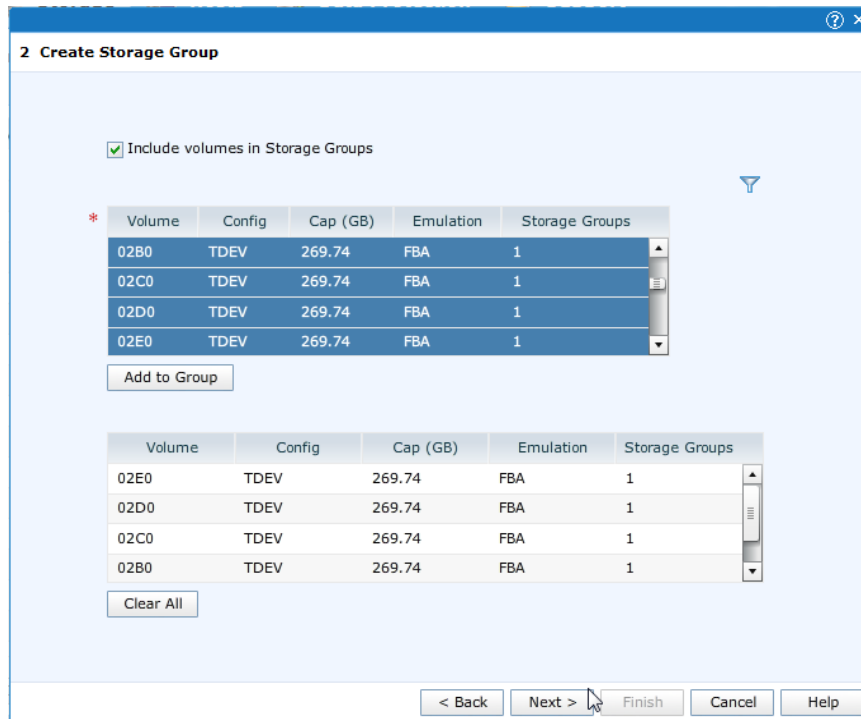 2 Create Storage Group
Include volumes in Storage Groups
* Volume Config Cap (GB) Emulation Storage Groups
02B0 TDEV 269.74 FBA 1
02C0 TDEV 269.74 FBA 1
02D0 TDEV 269.74 FBA 1
02E0 TDEV 269.74 FBA 1
Add to Group
Volume Config Cap (GB) Emulation Storage Groups
02E0 TDEV 269.74 FBA 1
02D0 TDEV 269.74 FBA 1
02C0 TDEV 269.74 FBA 1
02B0 TDEV 269.74 FBA 1
Clear All
< Back Next > Finish Cancel Help